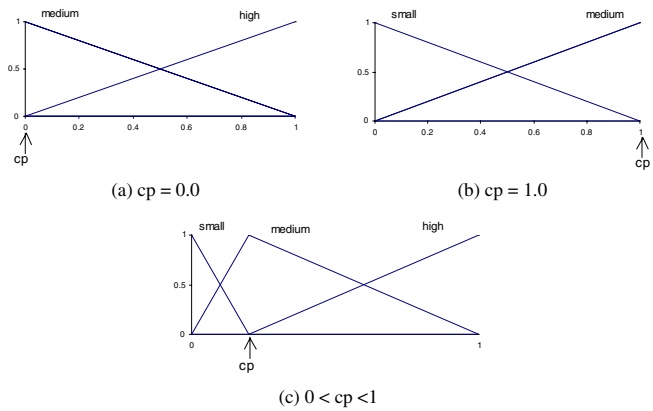 medium high
1
0.5
0
0 0.2 0.4 0.6 0.8 1
cp
(a) cp = 0.0
small medium
1
0.5
0
0 0.2 0.4 0.6 0.8 1
cp
(b) cp = 1.0
small medium high
1
0.5
0
0 1
cp
(c) 0 < cp <1